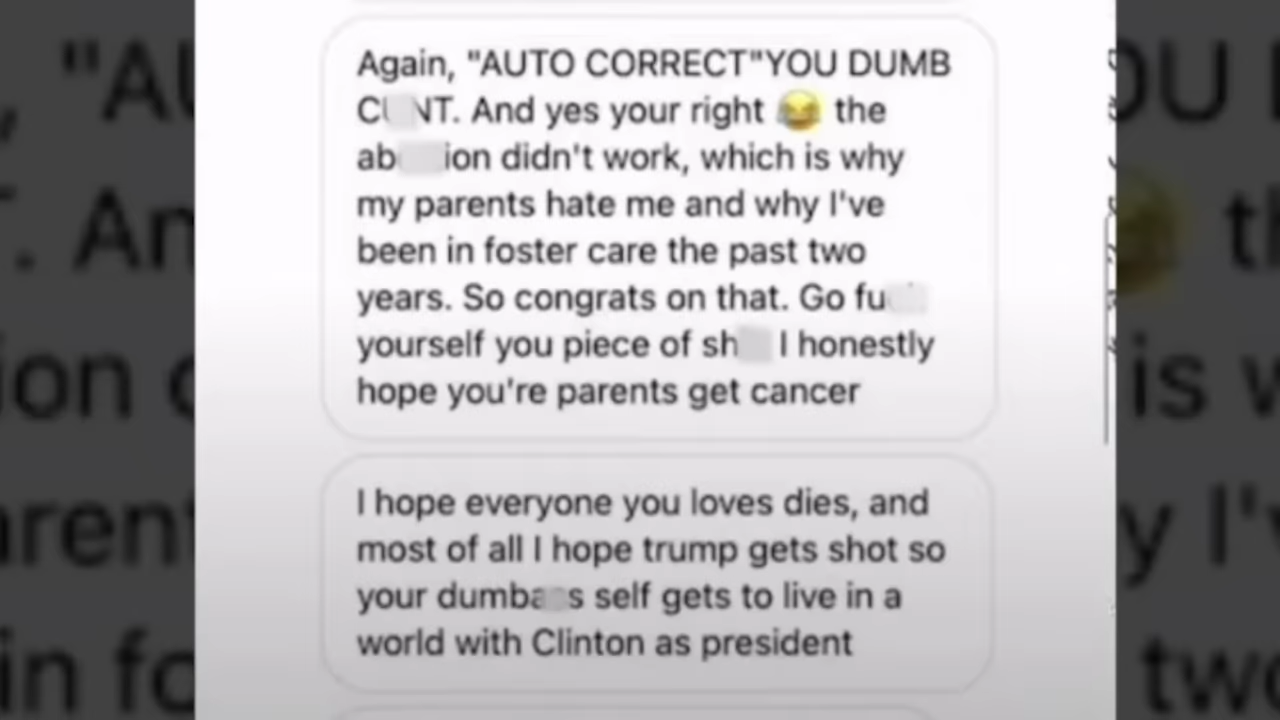 Again, "AUTO CORRECT"YOU DUMB
C NT. And yes your right 😂 the
ab ion didn't work, which is why
my parents hate me and why I've
been in foster care the past two
years. So congrats on that. Go fu
yourself you piece of sh I honestly
hope you're parents get cancer
I hope everyone you loves dies, and
most of all I hope trump gets shot so
your dumba s self gets to live in a
world with Clinton as president